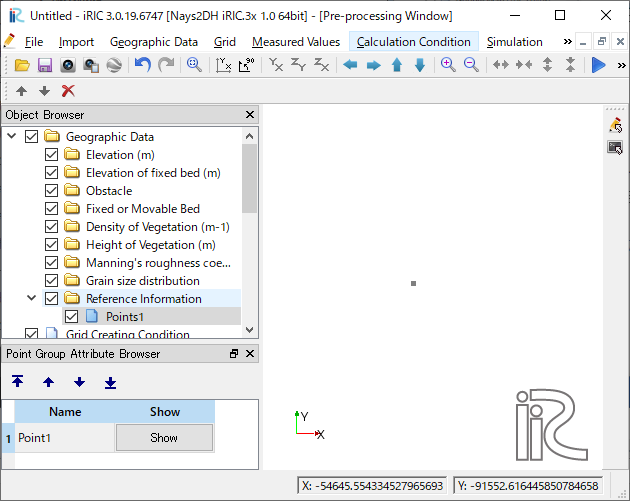 Untitled - iRIC 3.0.19.6747 [Nays2DH iRIC.3x 1.0 64bit] - [Pre-processing Window]
File Import Geographic Data Grid Measured Values Calculation Condition Simulation »
Object Browser
Geographic Data
Elevation (m)
Elevation of fixed bed (m)
Obstacle
Fixed or Movable Bed
Density of Vegetation (m-1)
Height of Vegetation (m)
Manning's roughness coe...
Grain size distribution
Reference Information
Points1
Grid Creating Condition
Point Group Attribute Browser
Name Show
1 Point1 Show
Y
X
iRIC
X: -54645.554334527965693 Y: -91552.616445850784658